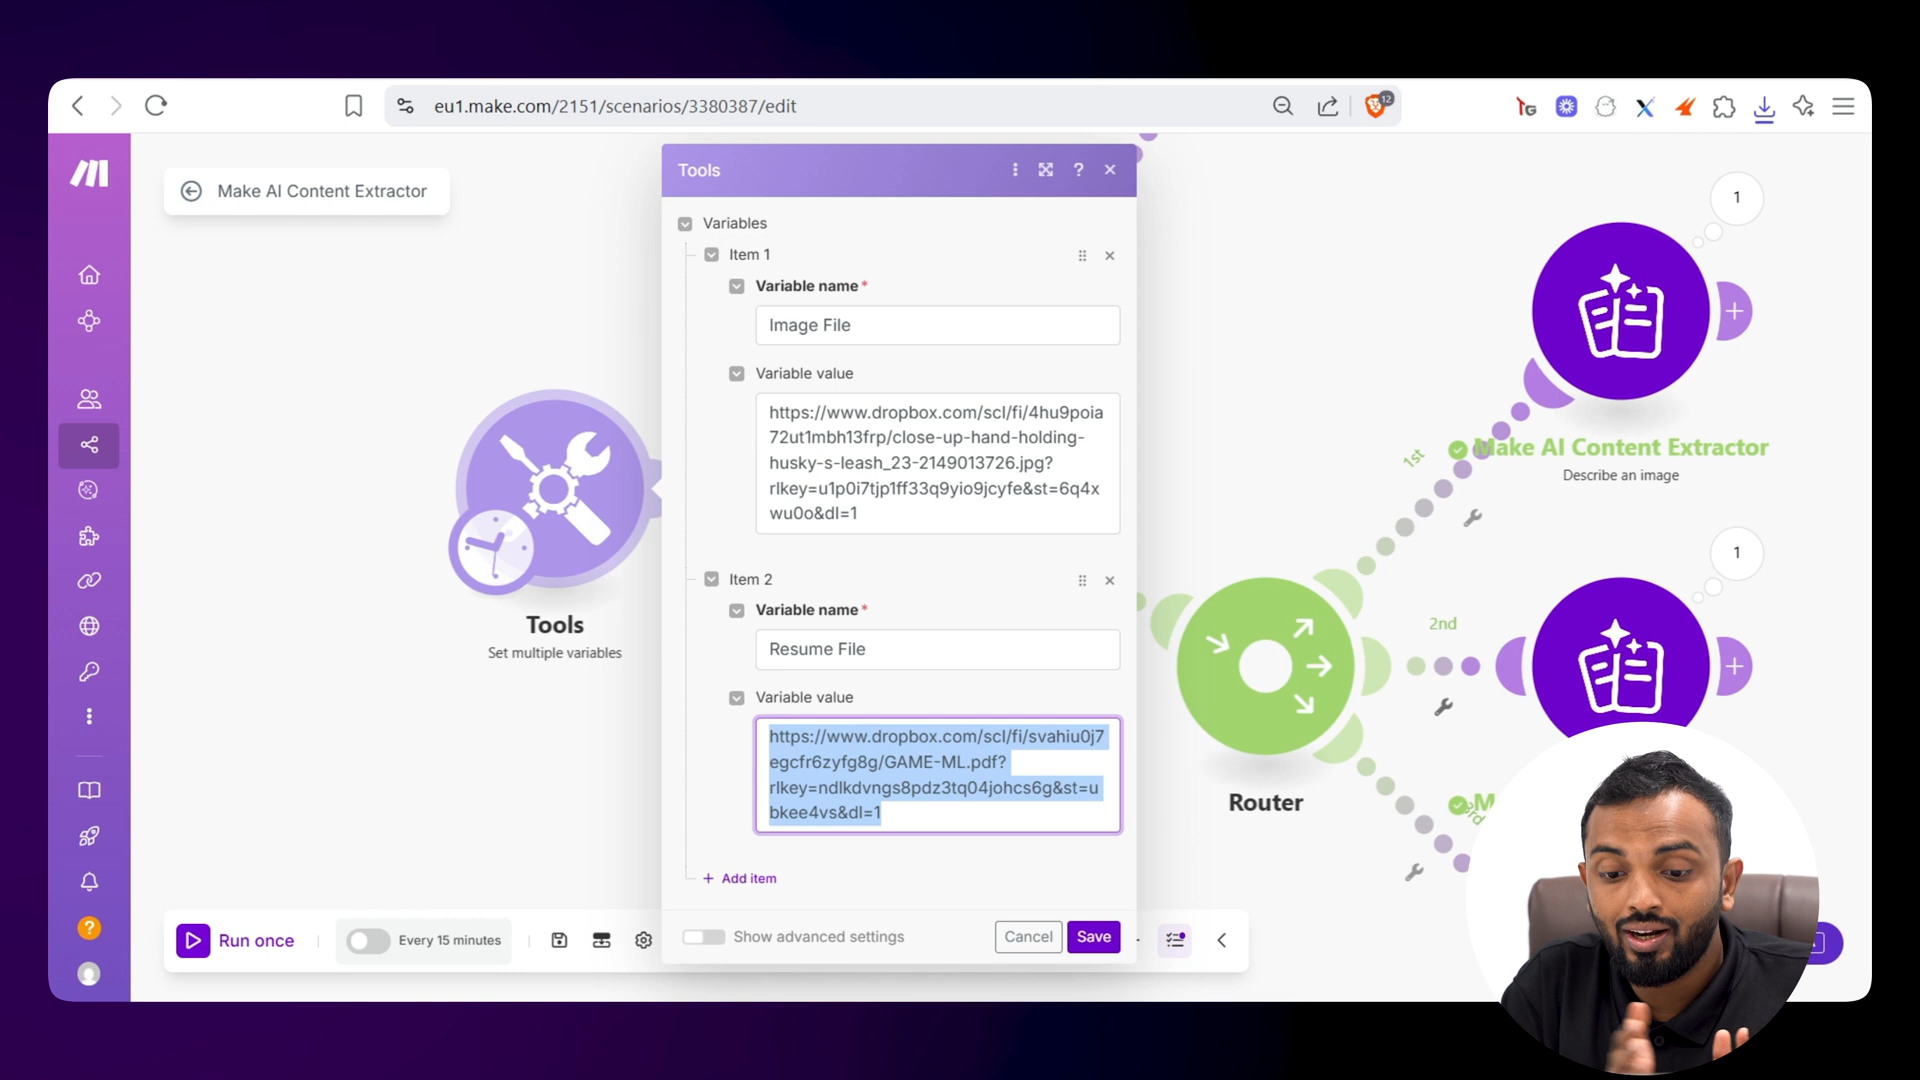 eu1.make.com/2151/scenarios/3380387/edit
12
Make AI Content Extractor
Tools
?
Variables
Item 1
Variable name*
Image File
Variable value
https://www.dropbox.com/scl/fi/4hu9poia
72ut1mbh13frp/close-up-hand-holding-
husky-s-leash_23-2149013726.jpg?
rlkey=u1p0i7tjp1ff33q9yio9jcyfe&st=6q4x
wu0o&dl=1
Item 2
Variable name*
Resume File
Variable value
https://www.dropbox.com/scl/fi/svahiu0j7
egcfr6zyfg8g/GAME-ML.pdf?
rlkey=ndlkdvngs8pdz3tq04johcs6g&st=u
bkee4vs&dl=1
+ Add item
Show advanced settings
Cancel
Save
Tools
Set multiple variables
1
1st
Make AI Content Extractor
Describe an image
1
2nd
Router
M
3rd
Run once
Every 15 minutes
?